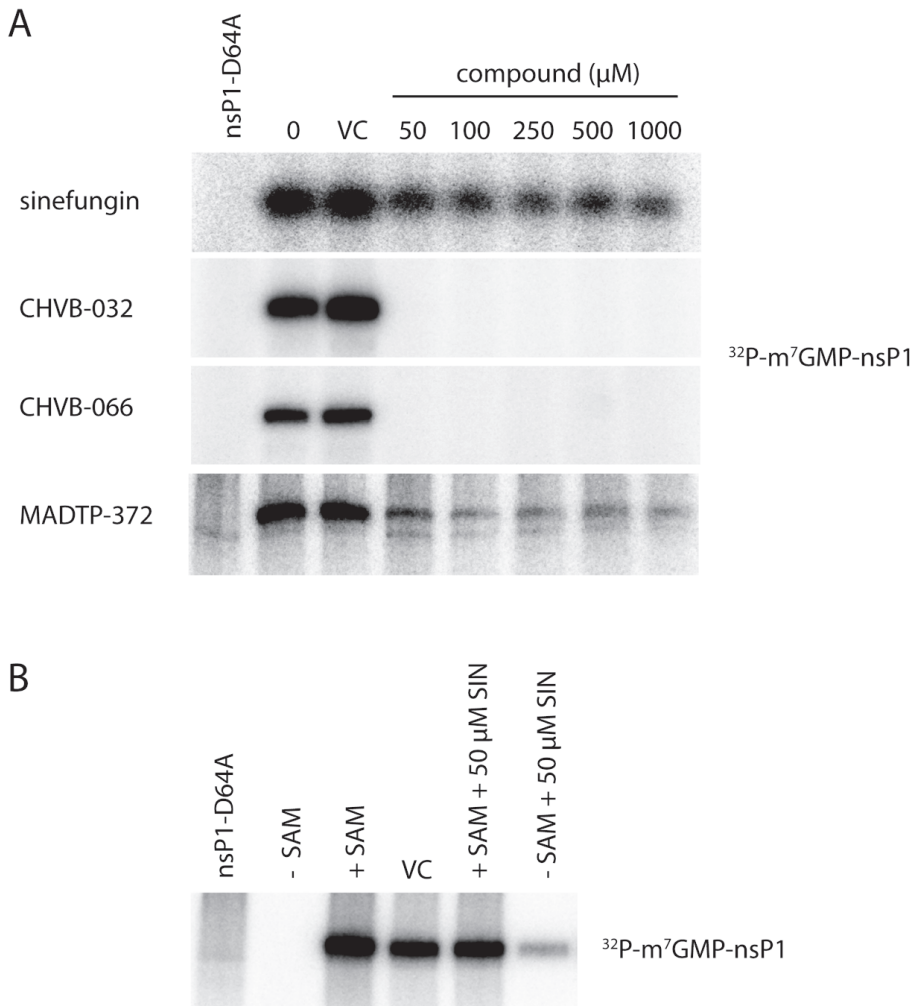 A
nsP1-D64A
compound (µM)
0 VC 50 100 250 500 1000
sinefungin
CHVB-032
³²P-m⁷GMP-nsP1
CHVB-066
MADTP-372
B
nsP1-D64A
- SAM
+ SAM
VC
+ SAM + 50 µM SIN
- SAM + 50 µM SIN
³²P-m⁷GMP-nsP1